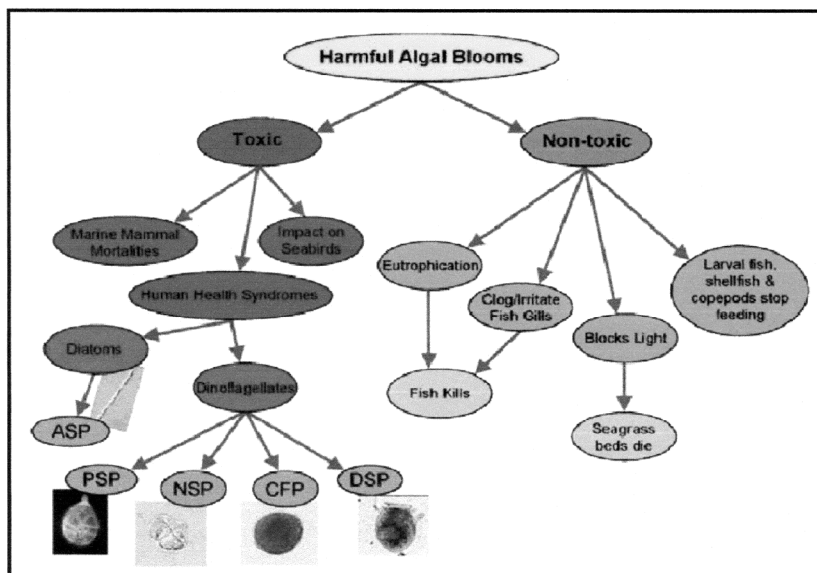 Harmful Algal Blooms
Toxic
Non-toxic
Marine Mammal
Mortalities
Impact on
Seabirds
Human Health Syndromes
Diatoms
Dinoflagellates
ASP
PSP
NSP
CFP
DSP
Eutrophication
Clog/Irritate
Fish Gills
Blocks Light
Larval fish,
shellfish &
copepods stop
feeding
Fish Kills
Seagrass
beds die